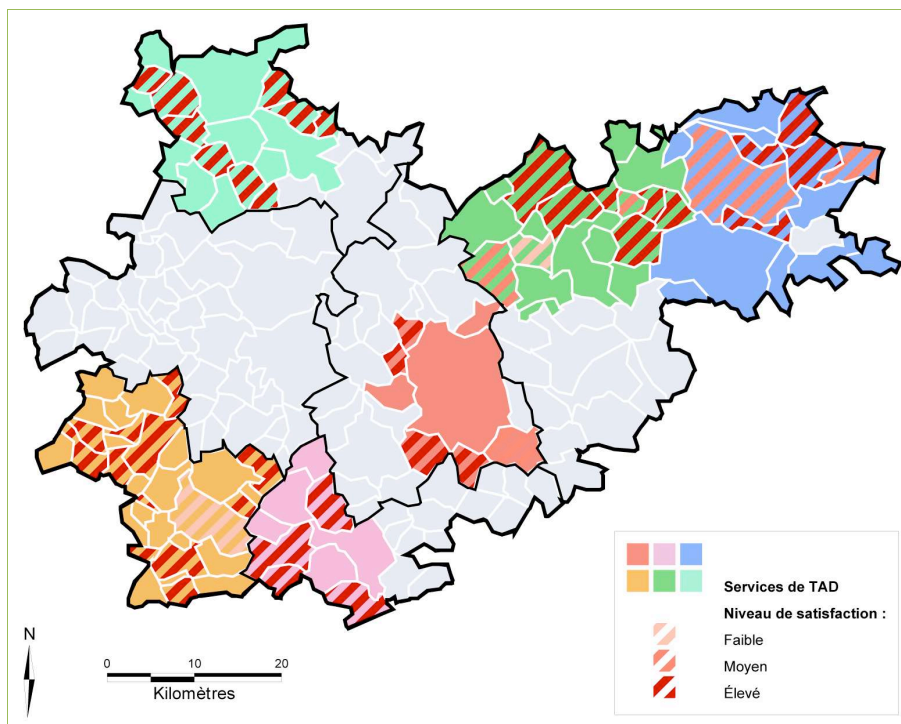 N
0 10 20
Kilomètres
Services de TAD
Niveau de satisfaction :
Faible
Moyen
Élevé